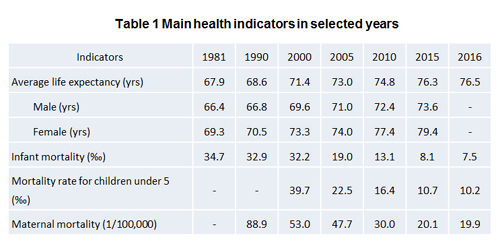 Table 1 Main health indicators in selected years
Indicators 1981 1990 2000 2005 2010 2015 2016
Average life expectancy (yrs) 67.9 68.6 71.4 73.0 74.8 76.3 76.5
Male (yrs) 66.4 66.8 69.6 71.0 72.4 73.6 -
Female (yrs) 69.3 70.5 73.3 74.0 77.4 79.4 -
Infant mortality (‰) 34.7 32.9 32.2 19.0 13.1 8.1 7.5
Mortality rate for children under 5
(‰) - - 39.7 22.5 16.4 10.7 10.2
Maternal mortality (1/100,000) - 88.9 53.0 47.7 30.0 20.1 19.9